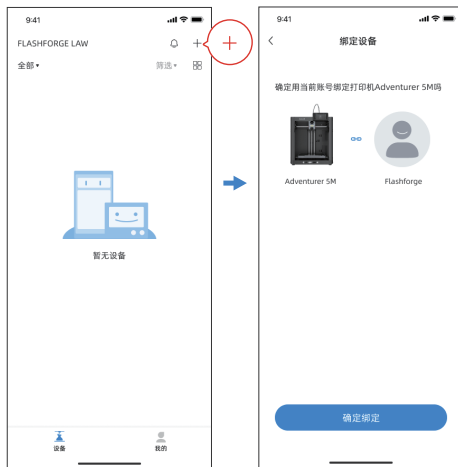 9:41
FLASHFORGE LAW
全部▾
筛选▾
暂无设备
设备
我的
9:41
绑定设备
确定用当前账号绑定打印机Adventurer 5M吗
Adventurer 5M
Flashforge
确定绑定